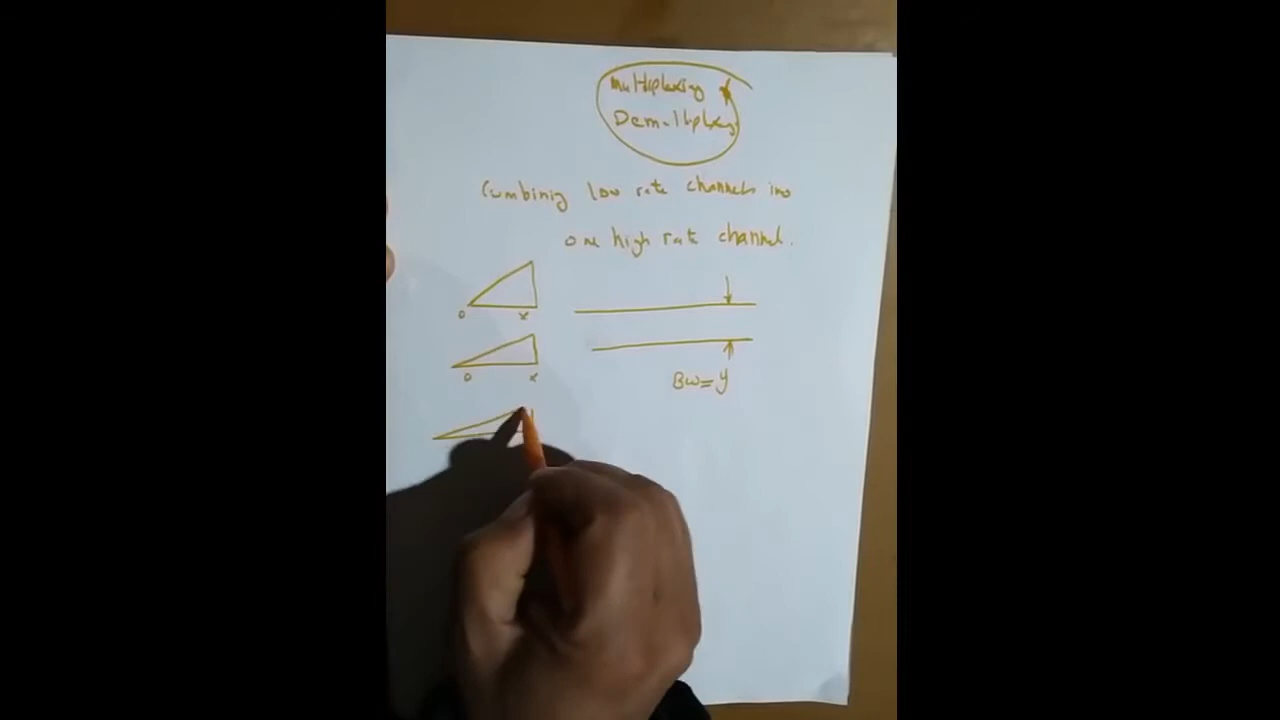 Multiplexing &
Demultiplexing
Combining low rate channels into
one high rate channel.
0 x
0 x
BW=y